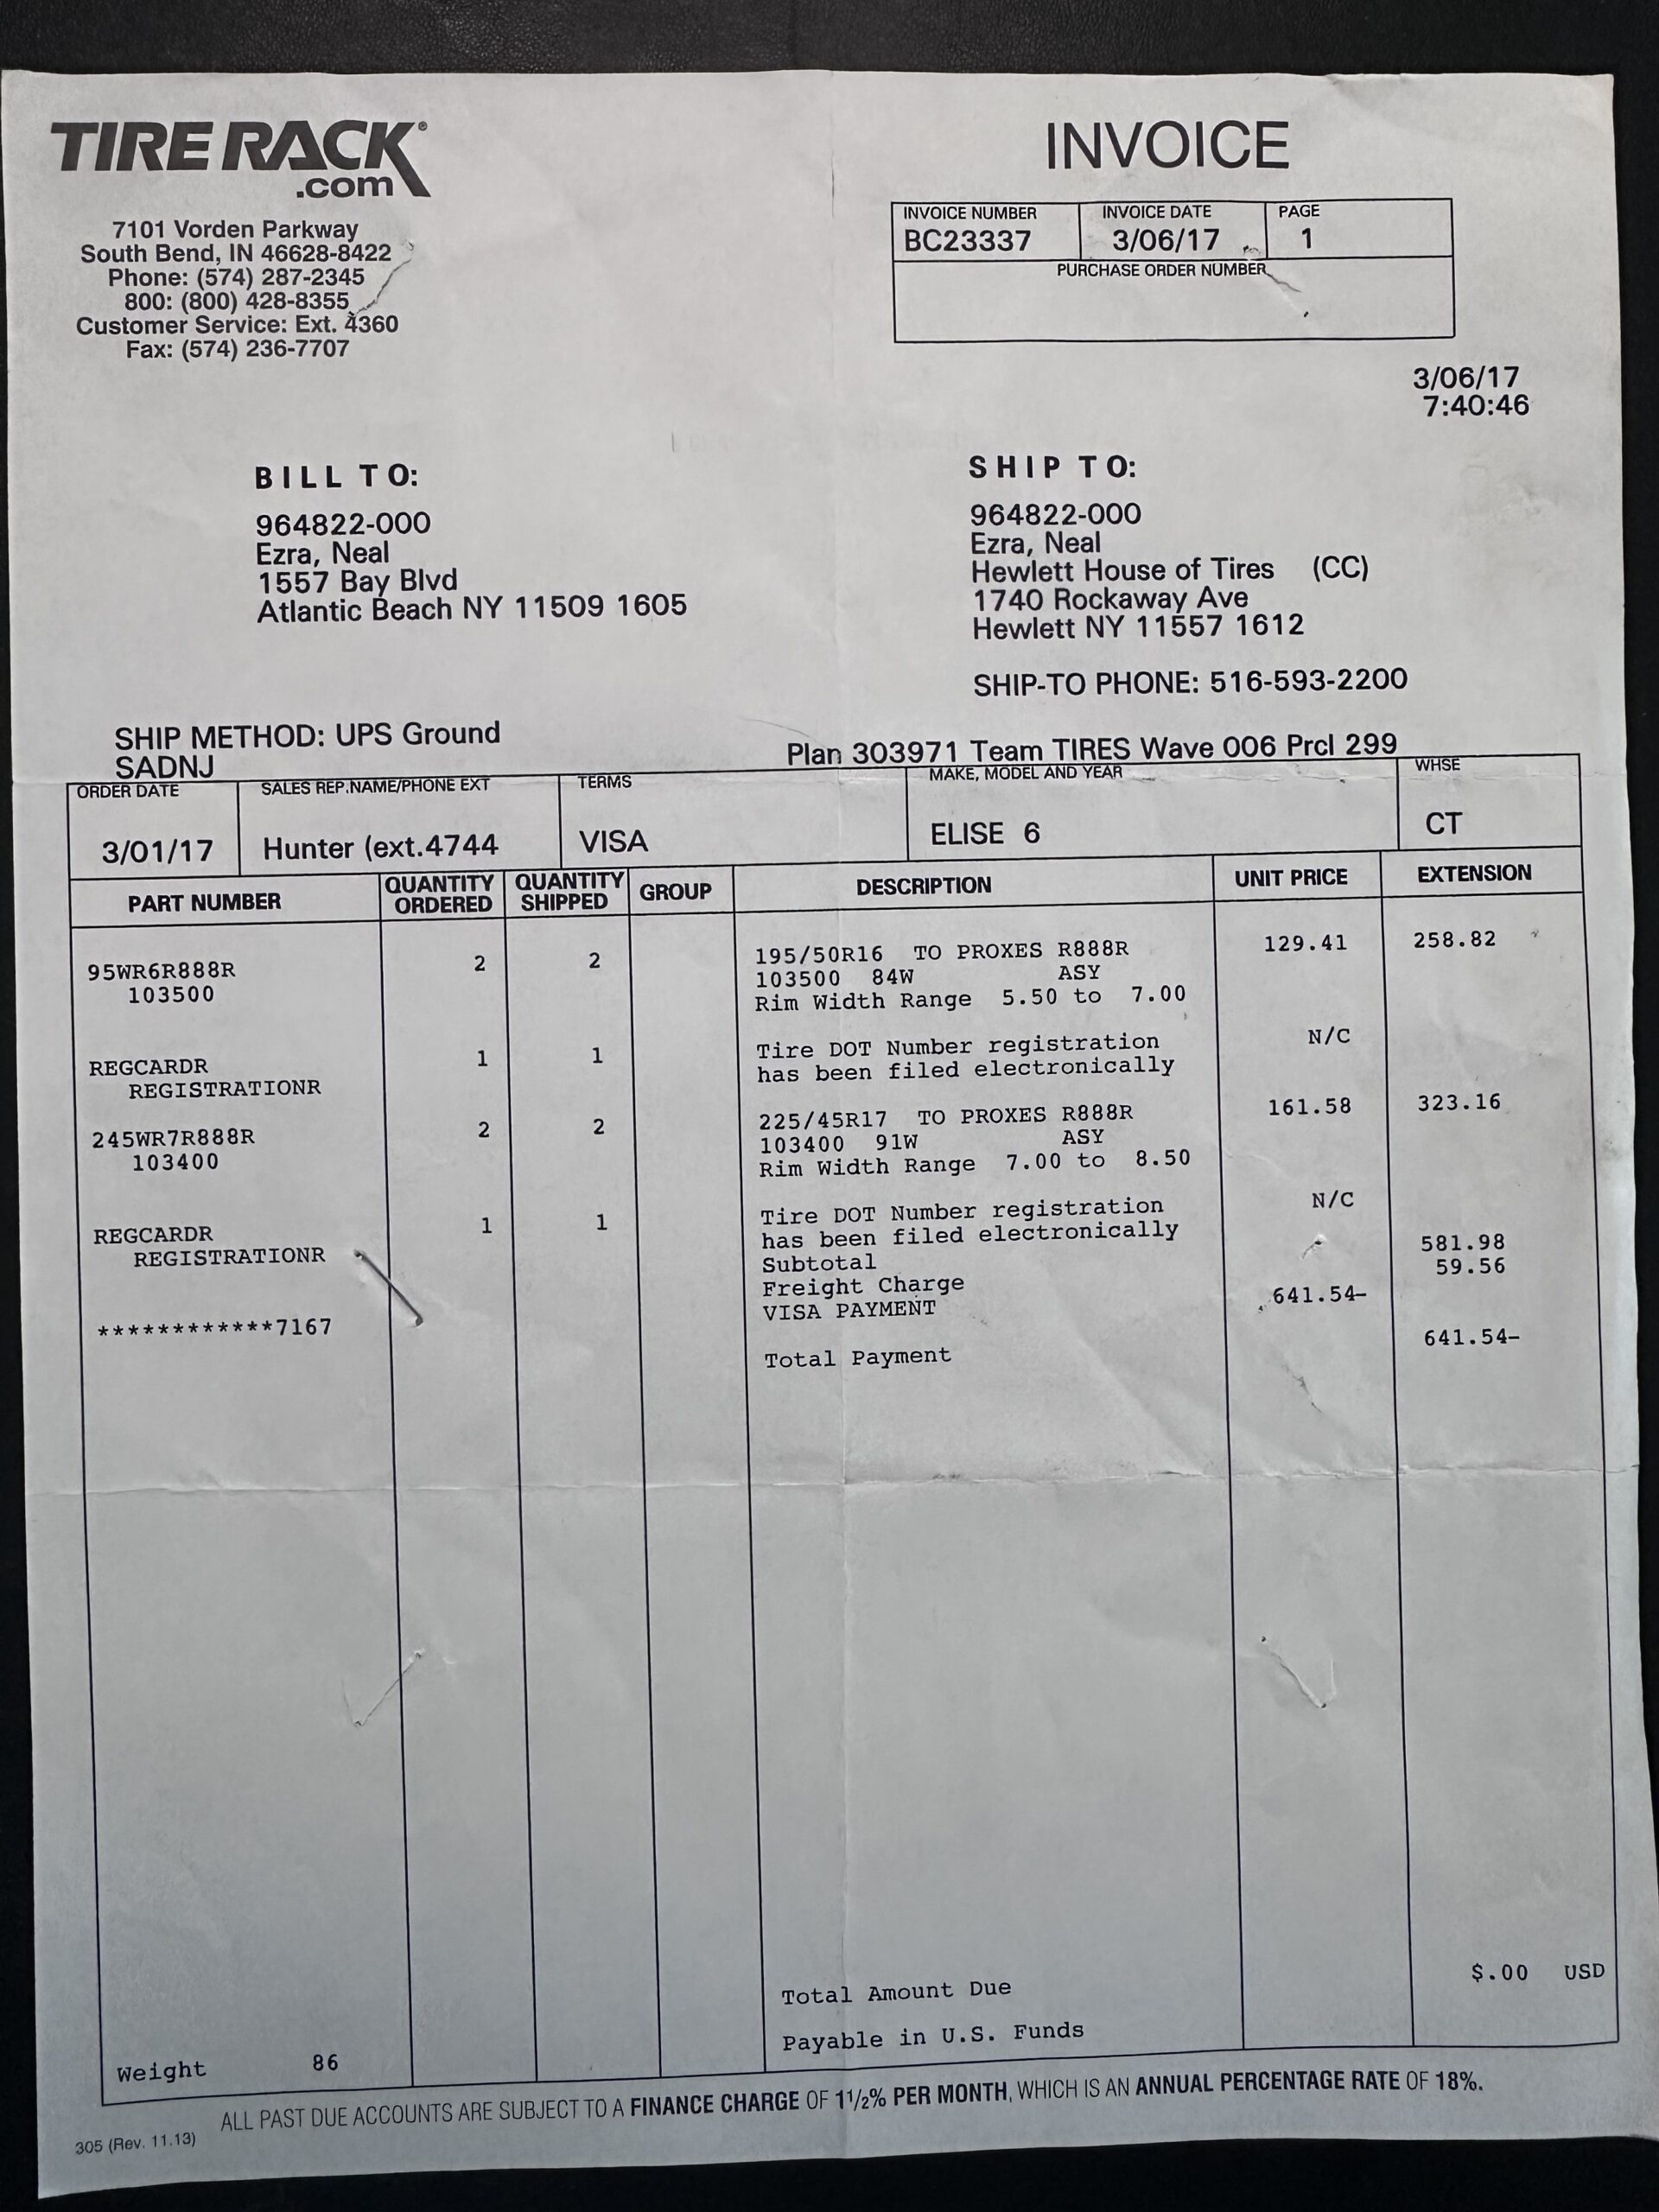 TIRE RACK®
.com
7101 Vorden Parkway
South Bend, IN 46628-8422
Phone: (574) 287-2345
800: (800) 428-8355
Customer Service: Ext. 4360
Fax: (574) 236-7707
INVOICE
INVOICE NUMBER INVOICE DATE PAGE
BC23337 3/06/17 1
PURCHASE ORDER NUMBER
3/06/17
7:40:46
BILL TO:
964822-000
Ezra, Neal
1557 Bay Blvd
Atlantic Beach NY 11509 1605
SHIP TO:
964822-000
Ezra, Neal
Hewlett House of Tires (CC)
1740 Rockaway Ave
Hewlett NY 11557 1612
SHIP-TO PHONE: 516-593-2200
SHIP METHOD: UPS Ground
SADNJ
Plan 303971 Team TIRES Wave 006 Prcl 299
ORDER DATE SALES REP.NAME/PHONE EXT TERMS MAKE, MODEL AND YEAR WHSE
3/01/17 Hunter (ext.4744 VISA ELISE 6 CT
PART NUMBER QUANTITY ORDERED QUANTITY SHIPPED GROUP DESCRIPTION UNIT PRICE EXTENSION
95WR6R888R 2 2 195/50R16 TO PROXES R888R 129.41 258.82
103500 103500 84W ASY
Rim Width Range 5.50 to 7.00
REGCARDR 1 1 Tire DOT Number registration N/C
REGISTRATIONR has been filed electronically
245WR7R888R 2 2 225/45R17 TO PROXES R888R 161.58 323.16
103400 103400 91W ASY
Rim Width Range 7.00 to 8.50
REGCARDR 1 1 Tire DOT Number registration N/C
REGISTRATIONR has been filed electronically
Subtotal 581.98
Freight Charge 59.56
************7167 VISA PAYMENT 641.54-
Total Payment 641.54-
Total Amount Due $.00 USD
Payable in U.S. Funds
Weight 86
ALL PAST DUE ACCOUNTS ARE SUBJECT TO A FINANCE CHARGE OF 1 1/2% PER MONTH, WHICH IS AN ANNUAL PERCENTAGE RATE OF 18%.
305 (Rev. 11.13)